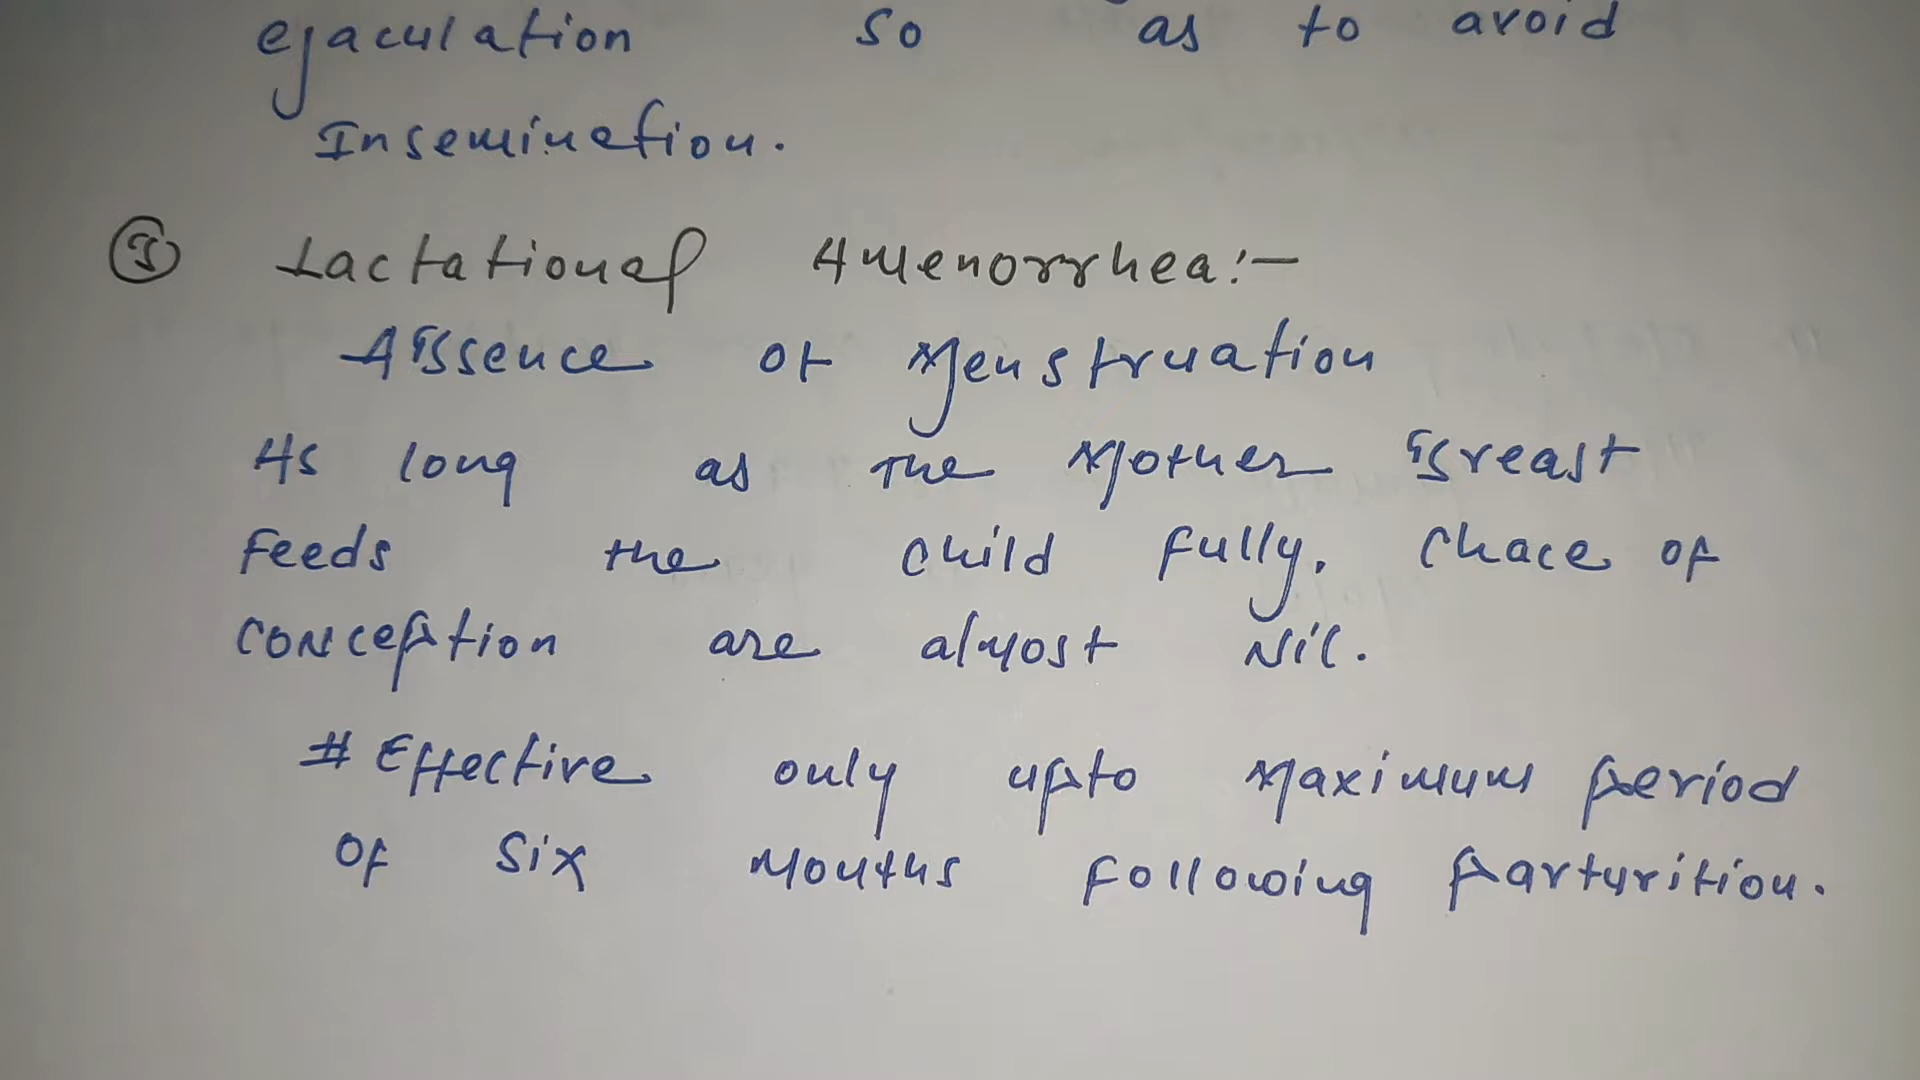 ejaculation so as to avoid
Insemination.
③ Lactational Amenorrhea:-
Absence of Menstruation
As long as the Mother Breast
Feeds the child fully. Chace of
conception are almost Nil.
# Effective only upto Maximum period
of six Months following parturition.